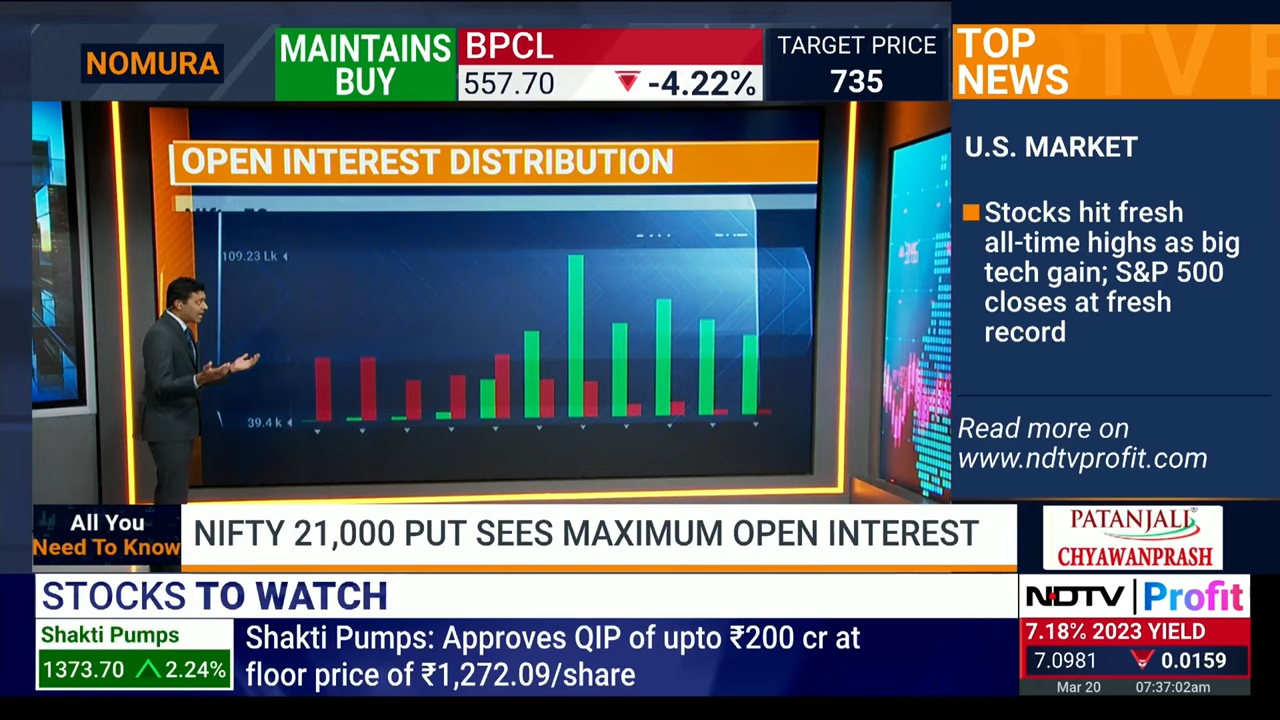 NOMURA
MAINTAINS
BUY
BPCL
557.70 -4.22%
TARGET PRICE
735
TOP
NEWS
U.S. MARKET
Stocks hit fresh
all-time highs as big
tech gain; S&P 500
closes at fresh
record
Read more on
www.ndtvprofit.com
OPEN INTEREST DISTRIBUTION
109.23 Lk
39.4 k
All You
Need To Know
NIFTY 21,000 PUT SEES MAXIMUM OPEN INTEREST
PATANJALI
CHYAWANPRASH
STOCKS TO WATCH
Shakti Pumps
1373.70 2.24%
Shakti Pumps: Approves QIP of upto ₹200 cr at
floor price of ₹1,272.09/share
NDTV Profit
7.18% 2023 YIELD
7.0981 0.0159
Mar 20 07:37:02am